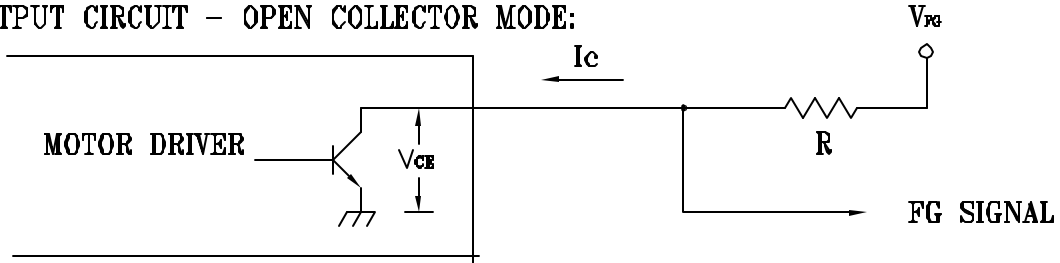 TPUT CIRCUIT - OPEN COLLECTOR MODE:
VFG
Ic
MOTOR DRIVER
VCE
R
FG SIGNAL